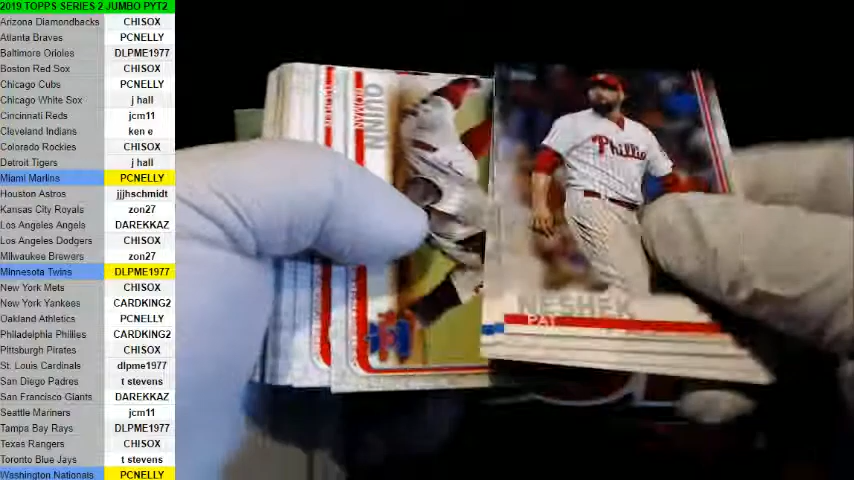 2019 TOPPS SERIES 2 JUMBO PYT2
Arizona Diamondbacks CHISOX
Atlanta Braves PCNELLY
Baltimore Orioles DLPME1977
Boston Red Sox CHISOX
Chicago Cubs PCNELLY
Chicago White Sox j hall
Cincinnati Reds jcm11
Cleveland Indians ken e
Colorado Rockies CHISOX
Detroit Tigers j hall
Miami Marlins PCNELLY
Houston Astros jjjhschmidt
Kansas City Royals zon27
Los Angeles Angels DAREKKAZ
Los Angeles Dodgers CHISOX
Milwaukee Brewers zon27
Minnesota Twins DLPME1977
New York Mets CHISOX
New York Yankees CARDKING2
Oakland Athletics PCNELLY
Philadelphia Phillies CARDKING2
Pittsburgh Pirates CHISOX
St. Louis Cardinals dlpme1977
San Diego Padres t stevens
San Francisco Giants DAREKKAZ
Seattle Mariners jcm11
Tampa Bay Rays DLPME1977
Texas Rangers CHISOX
Toronto Blue Jays t stevens
Washington Nationals PCNELLY
QUINN
ROMAN
Phillies
NESHEK
PAT